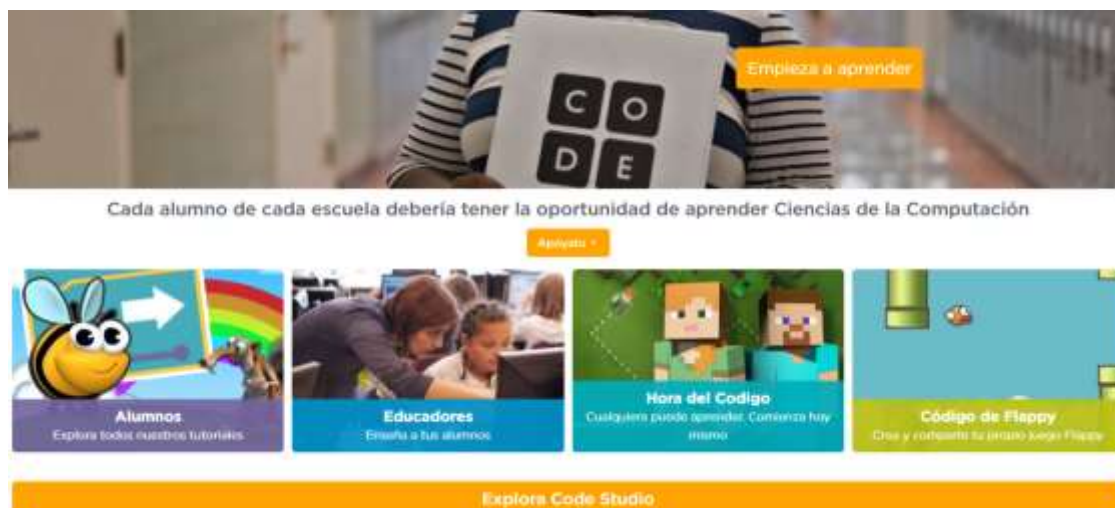 Empieza a aprender
C O
D E
Cada alumno de cada escuela debería tener la oportunidad de aprender Ciencias de la Computación
Apóyalo
Alumnos
Explora todos nuestros tutoriales
Educadores
Enseña a tus alumnos
Hora del Codigo
Cualquiera puede aprender. Comienza hoy
mismo
Código de Flappy
Crea y comparte tu propio juego Flappy
Explora Code Studio